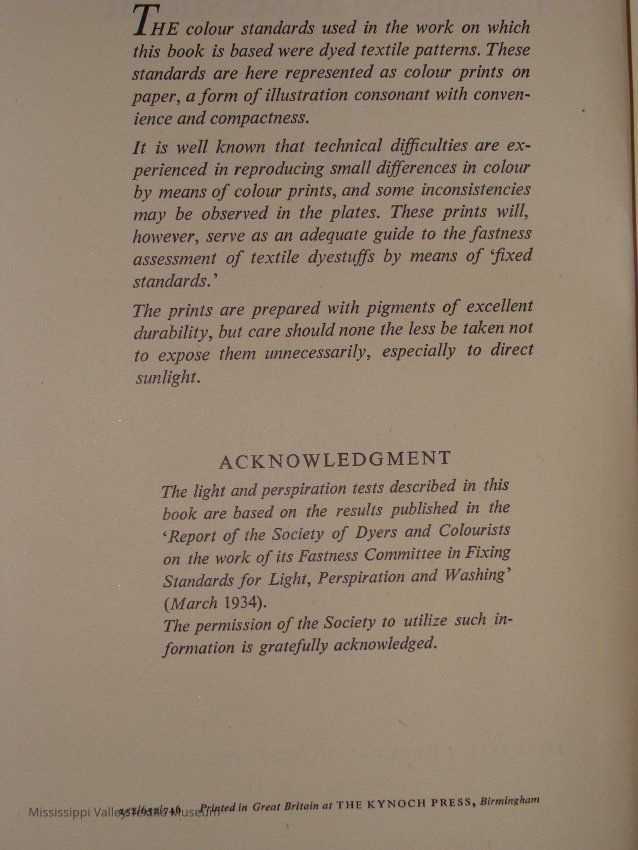 THE colour standards used in the work on which
this book is based were dyed textile patterns. These
standards are here represented as colour prints on
paper, a form of illustration consonant with conven-
ience and compactness.
It is well known that technical difficulties are ex-
perienced in reproducing small differences in colour
by means of colour prints, and some inconsistencies
may be observed in the plates. These prints will,
however, serve as an adequate guide to the fastness
assessment of textile dyestuffs by means of ‘fixed
standards.’
The prints are prepared with pigments of excellent
durability, but care should none the less be taken not
to expose them unnecessarily, especially to direct
sunlight.
ACKNOWLEDGMENT
The light and perspiration tests described in this
book are based on the results published in the
‘Report of the Society of Dyers and Colourists
on the work of its Fastness Committee in Fixing
Standards for Light, Perspiration and Washing’
(March 1934).
The permission of the Society to utilize such in-
formation is gratefully acknowledged.
Printed in Great Britain at THE KYNOCH PRESS, Birmingham
Mississippi Valley Textile Museum